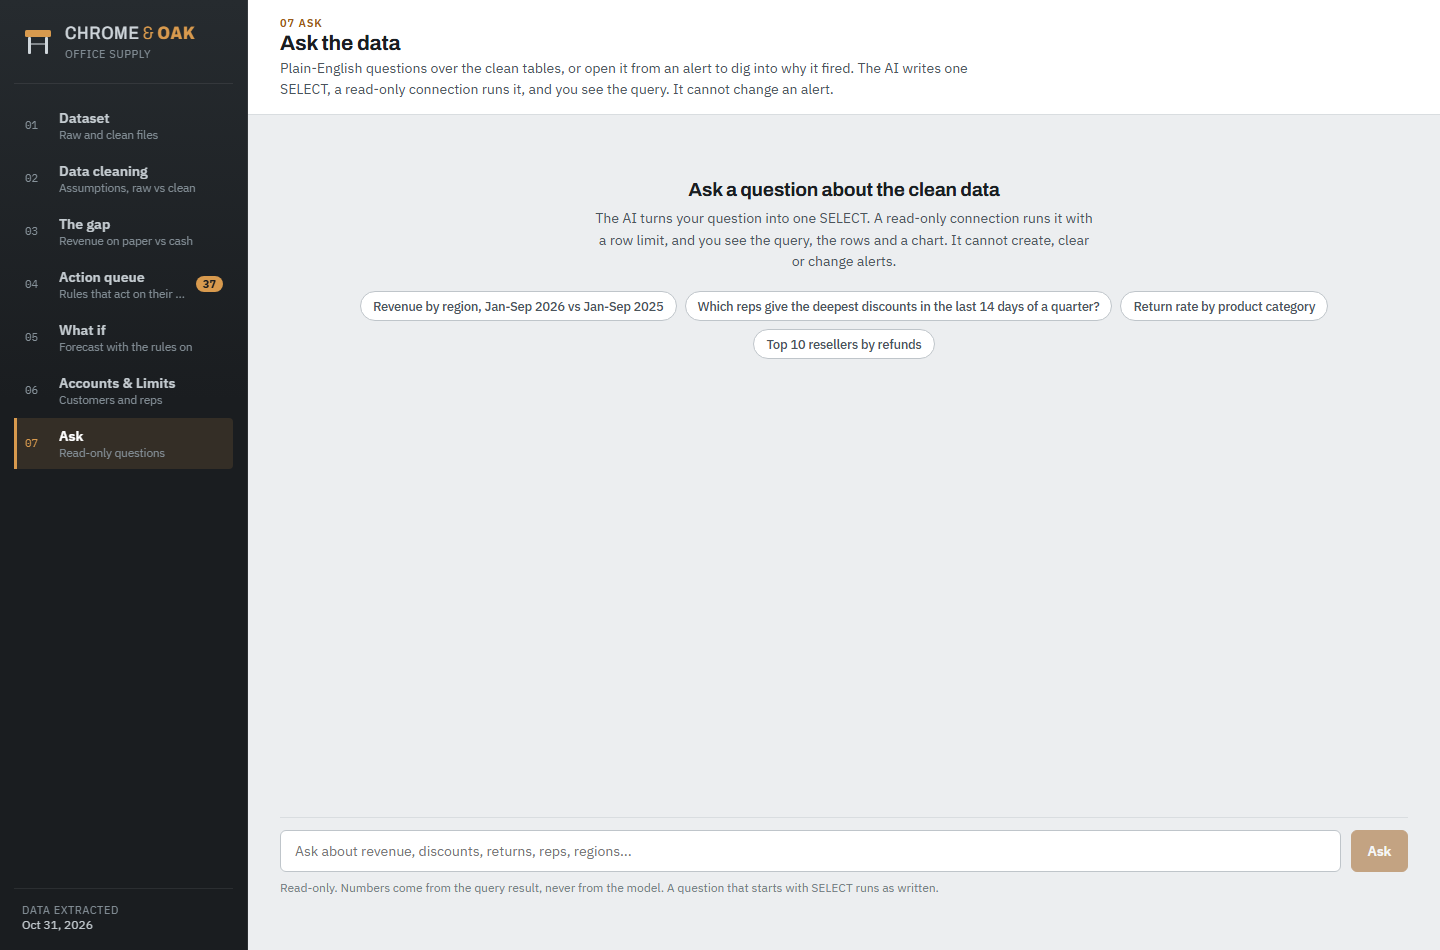 CHROME & OAK
OFFICE SUPPLY
01
Dataset
Raw and clean files
02
Data cleaning
Assumptions, raw vs clean
03
The gap
Revenue on paper vs cash
04
Action queue
Rules that act on their ...
37
05
What if
Forecast with the rules on
06
Accounts & Limits
Customers and reps
07
Ask
Read-only questions
DATA EXTRACTED
Oct 31, 2026
07 ASK
Ask the data
Plain-English questions over the clean tables, or open it from an alert to dig into why it fired. The AI writes one
SELECT, a read-only connection runs it, and you see the query. It cannot change an alert.
Ask a question about the clean data
The AI turns your question into one SELECT. A read-only connection runs it with
a row limit, and you see the query, the rows and a chart. It cannot create, clear
or change alerts.
Revenue by region, Jan-Sep 2026 vs Jan-Sep 2025
Which reps give the deepest discounts in the last 14 days of a quarter?
Return rate by product category
Top 10 resellers by refunds
Ask about revenue, discounts, returns, reps, regions...
Ask
Read-only. Numbers come from the query result, never from the model. A question that starts with SELECT runs as written.